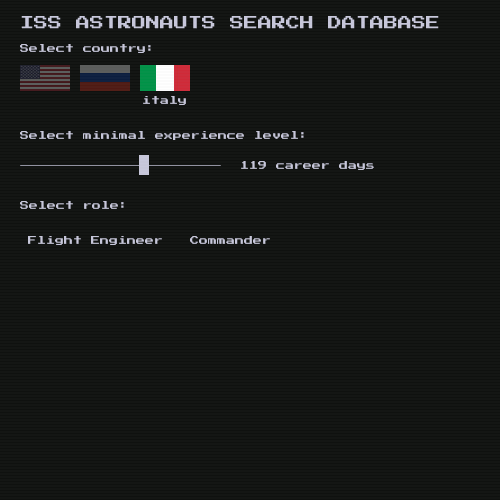 ISS ASTRONAUTS SEARCH DATABASE
Select country:
italy
Select minimal experience level:
119 career days
Select role:
Flight Engineer Commander